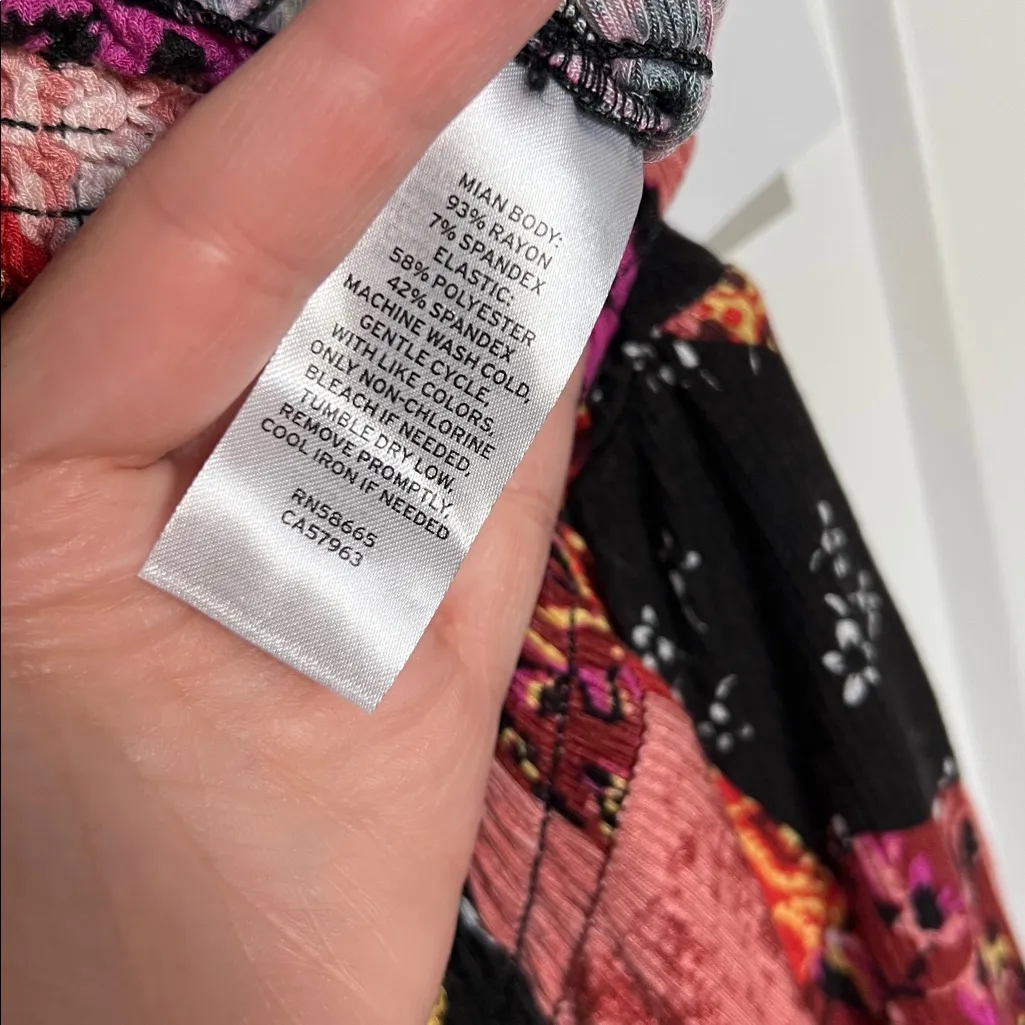 MIAN BODY:
93% RAYON
7% SPANDEX
ELASTIC:
58% POLYESTER
42% SPANDEX
MACHINE WASH COLD,
GENTLE CYCLE,
WITH LIKE COLORS,
ONLY NON-CHLORINE
BLEACH IF NEEDED,
TUMBLE DRY LOW,
REMOVE PROMPTLY,
COOL IRON IF NEEDED
RN58665
CA57963